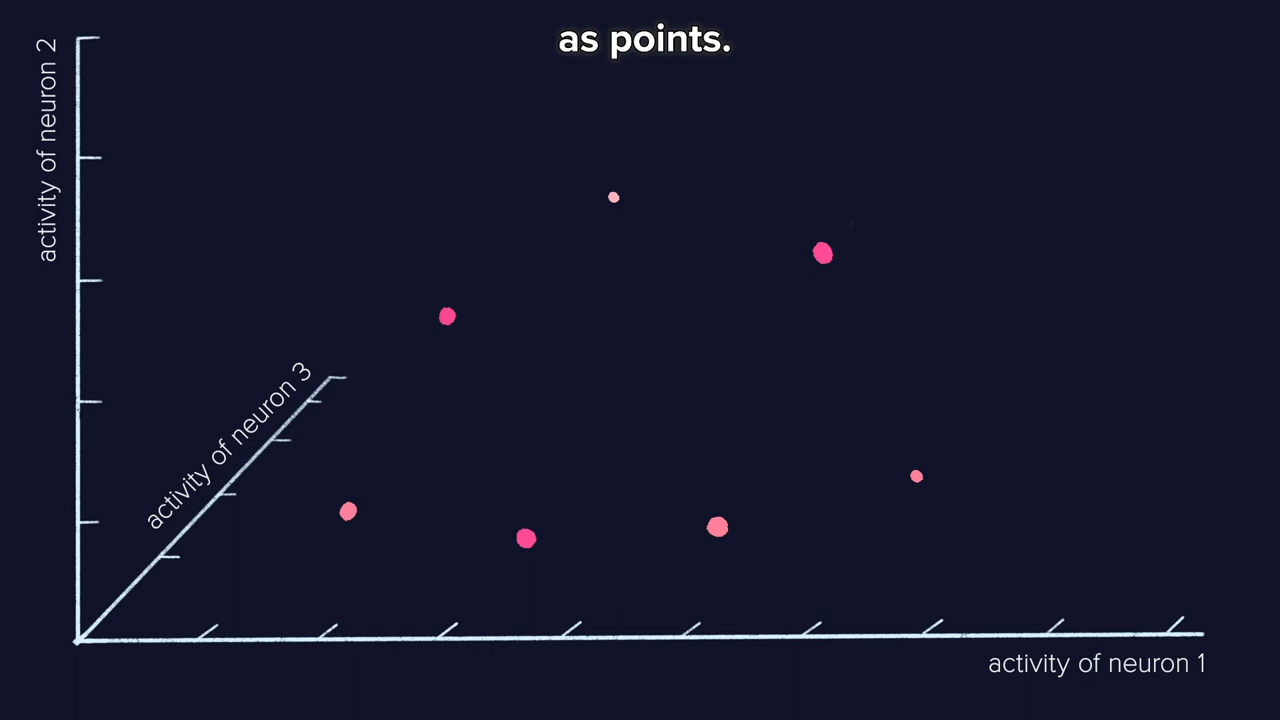 as points.
activity of neuron 2
activity of neuron 3
activity of neuron 1